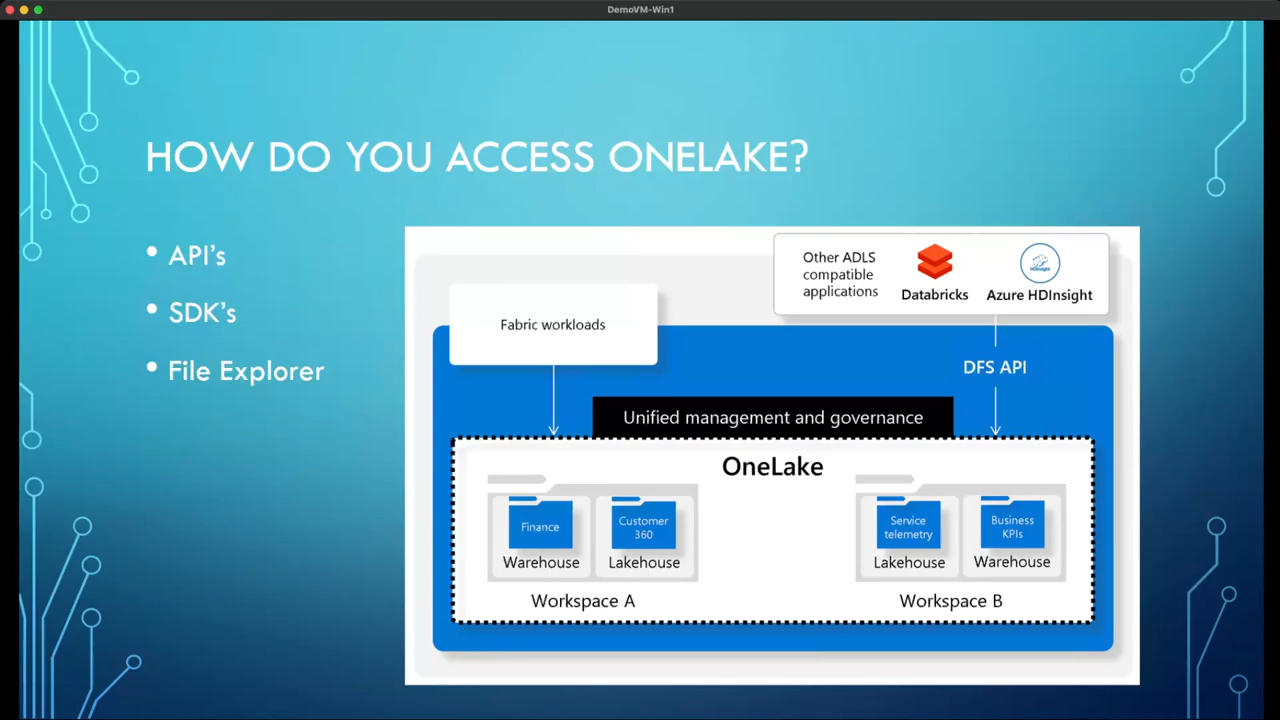 DemoVM-Win1
HOW DO YOU ACCESS ONELAKE?
• API's
• SDK's
• File Explorer
Other ADLS
compatible
applications
Databricks
HDInsight
Azure HDInsight
Fabric workloads
DFS API
Unified management and governance
OneLake
Finance
Warehouse
Customer
360
Lakehouse
Workspace A
Service
telemetry
Lakehouse
Business
KPIs
Warehouse
Workspace B